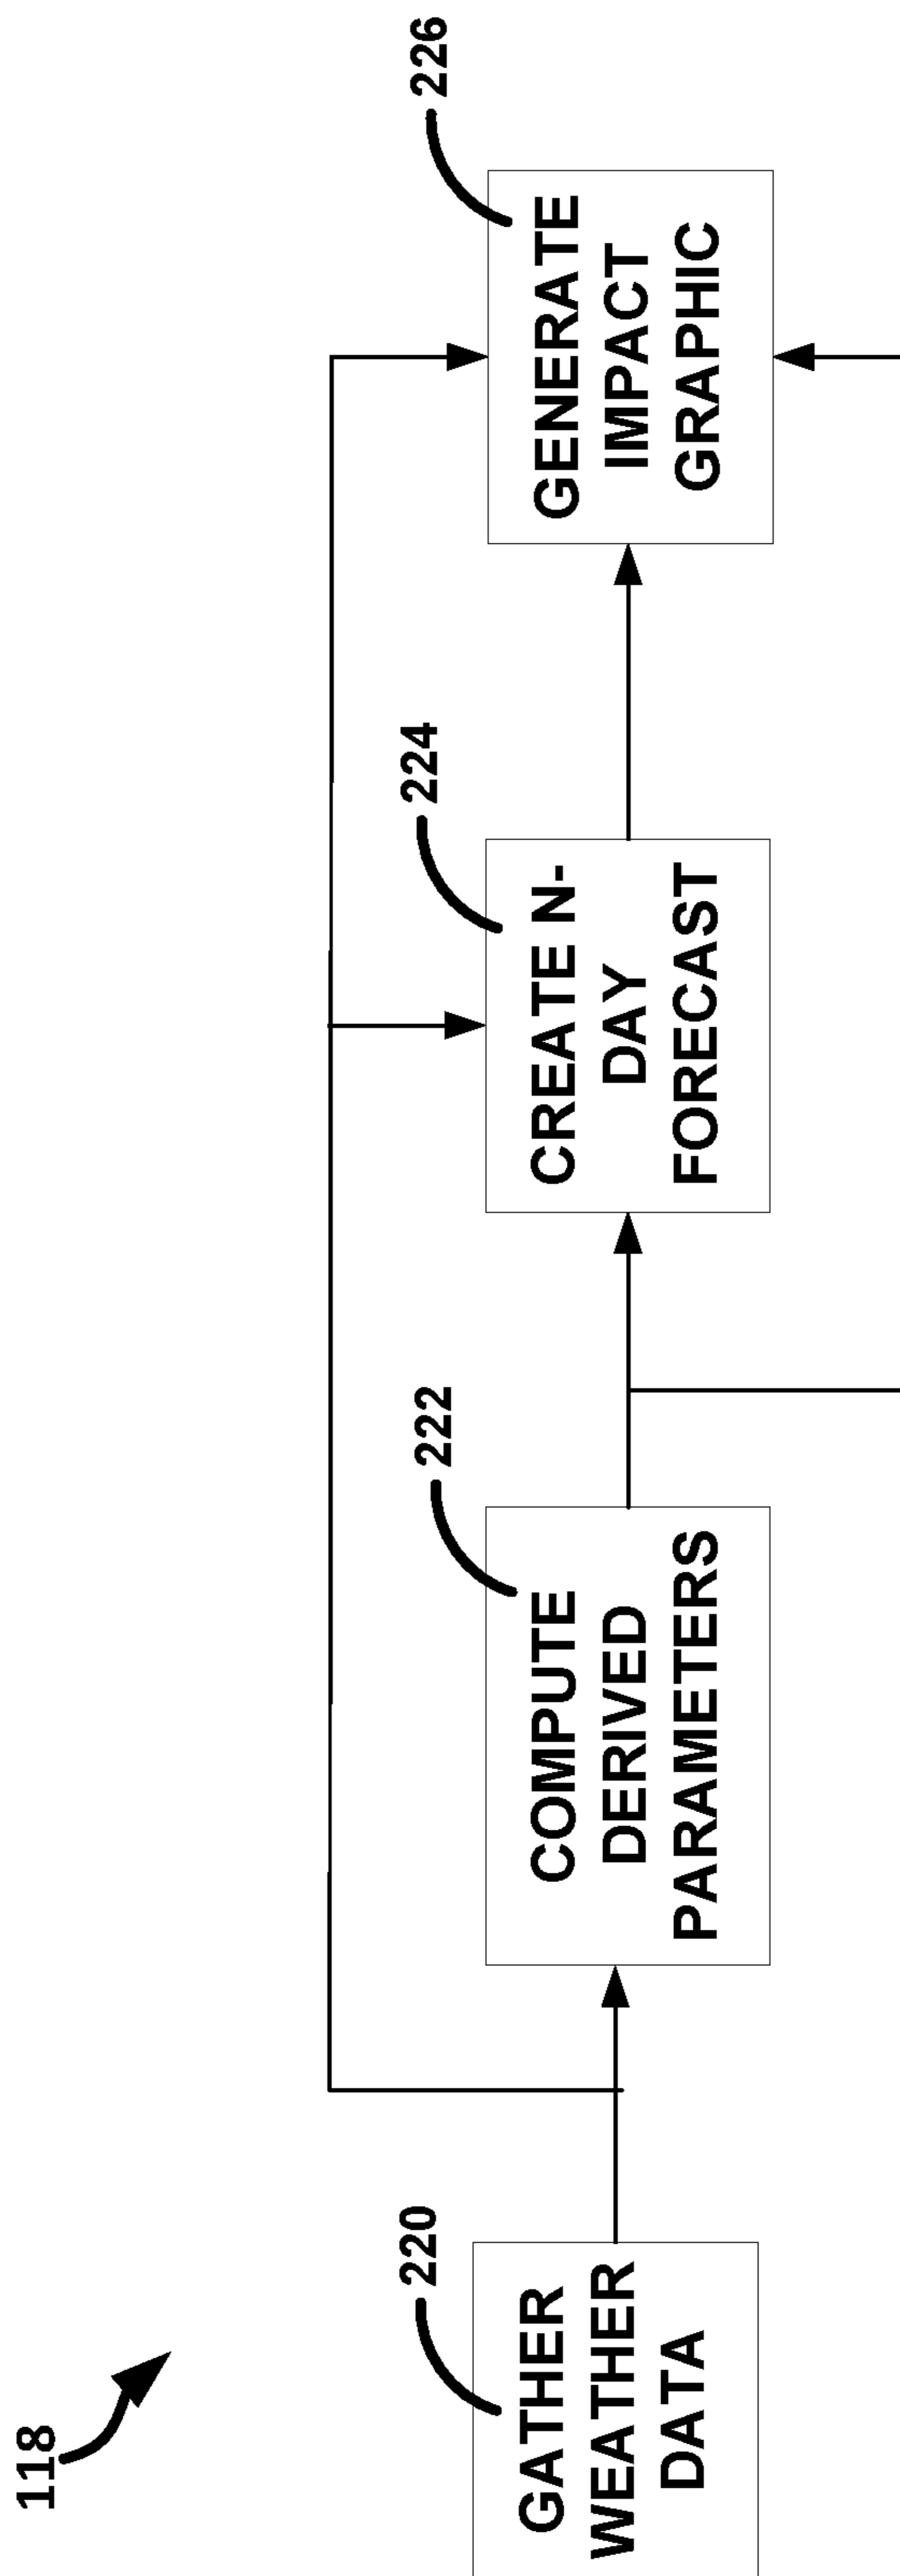 118
220
GATHER
WEATHER
DATA
222
COMPUTE
DERIVED
PARAMETERS
224
CREATE N-
DAY
FORECAST
226
GENERATE
IMPACT
GRAPHIC